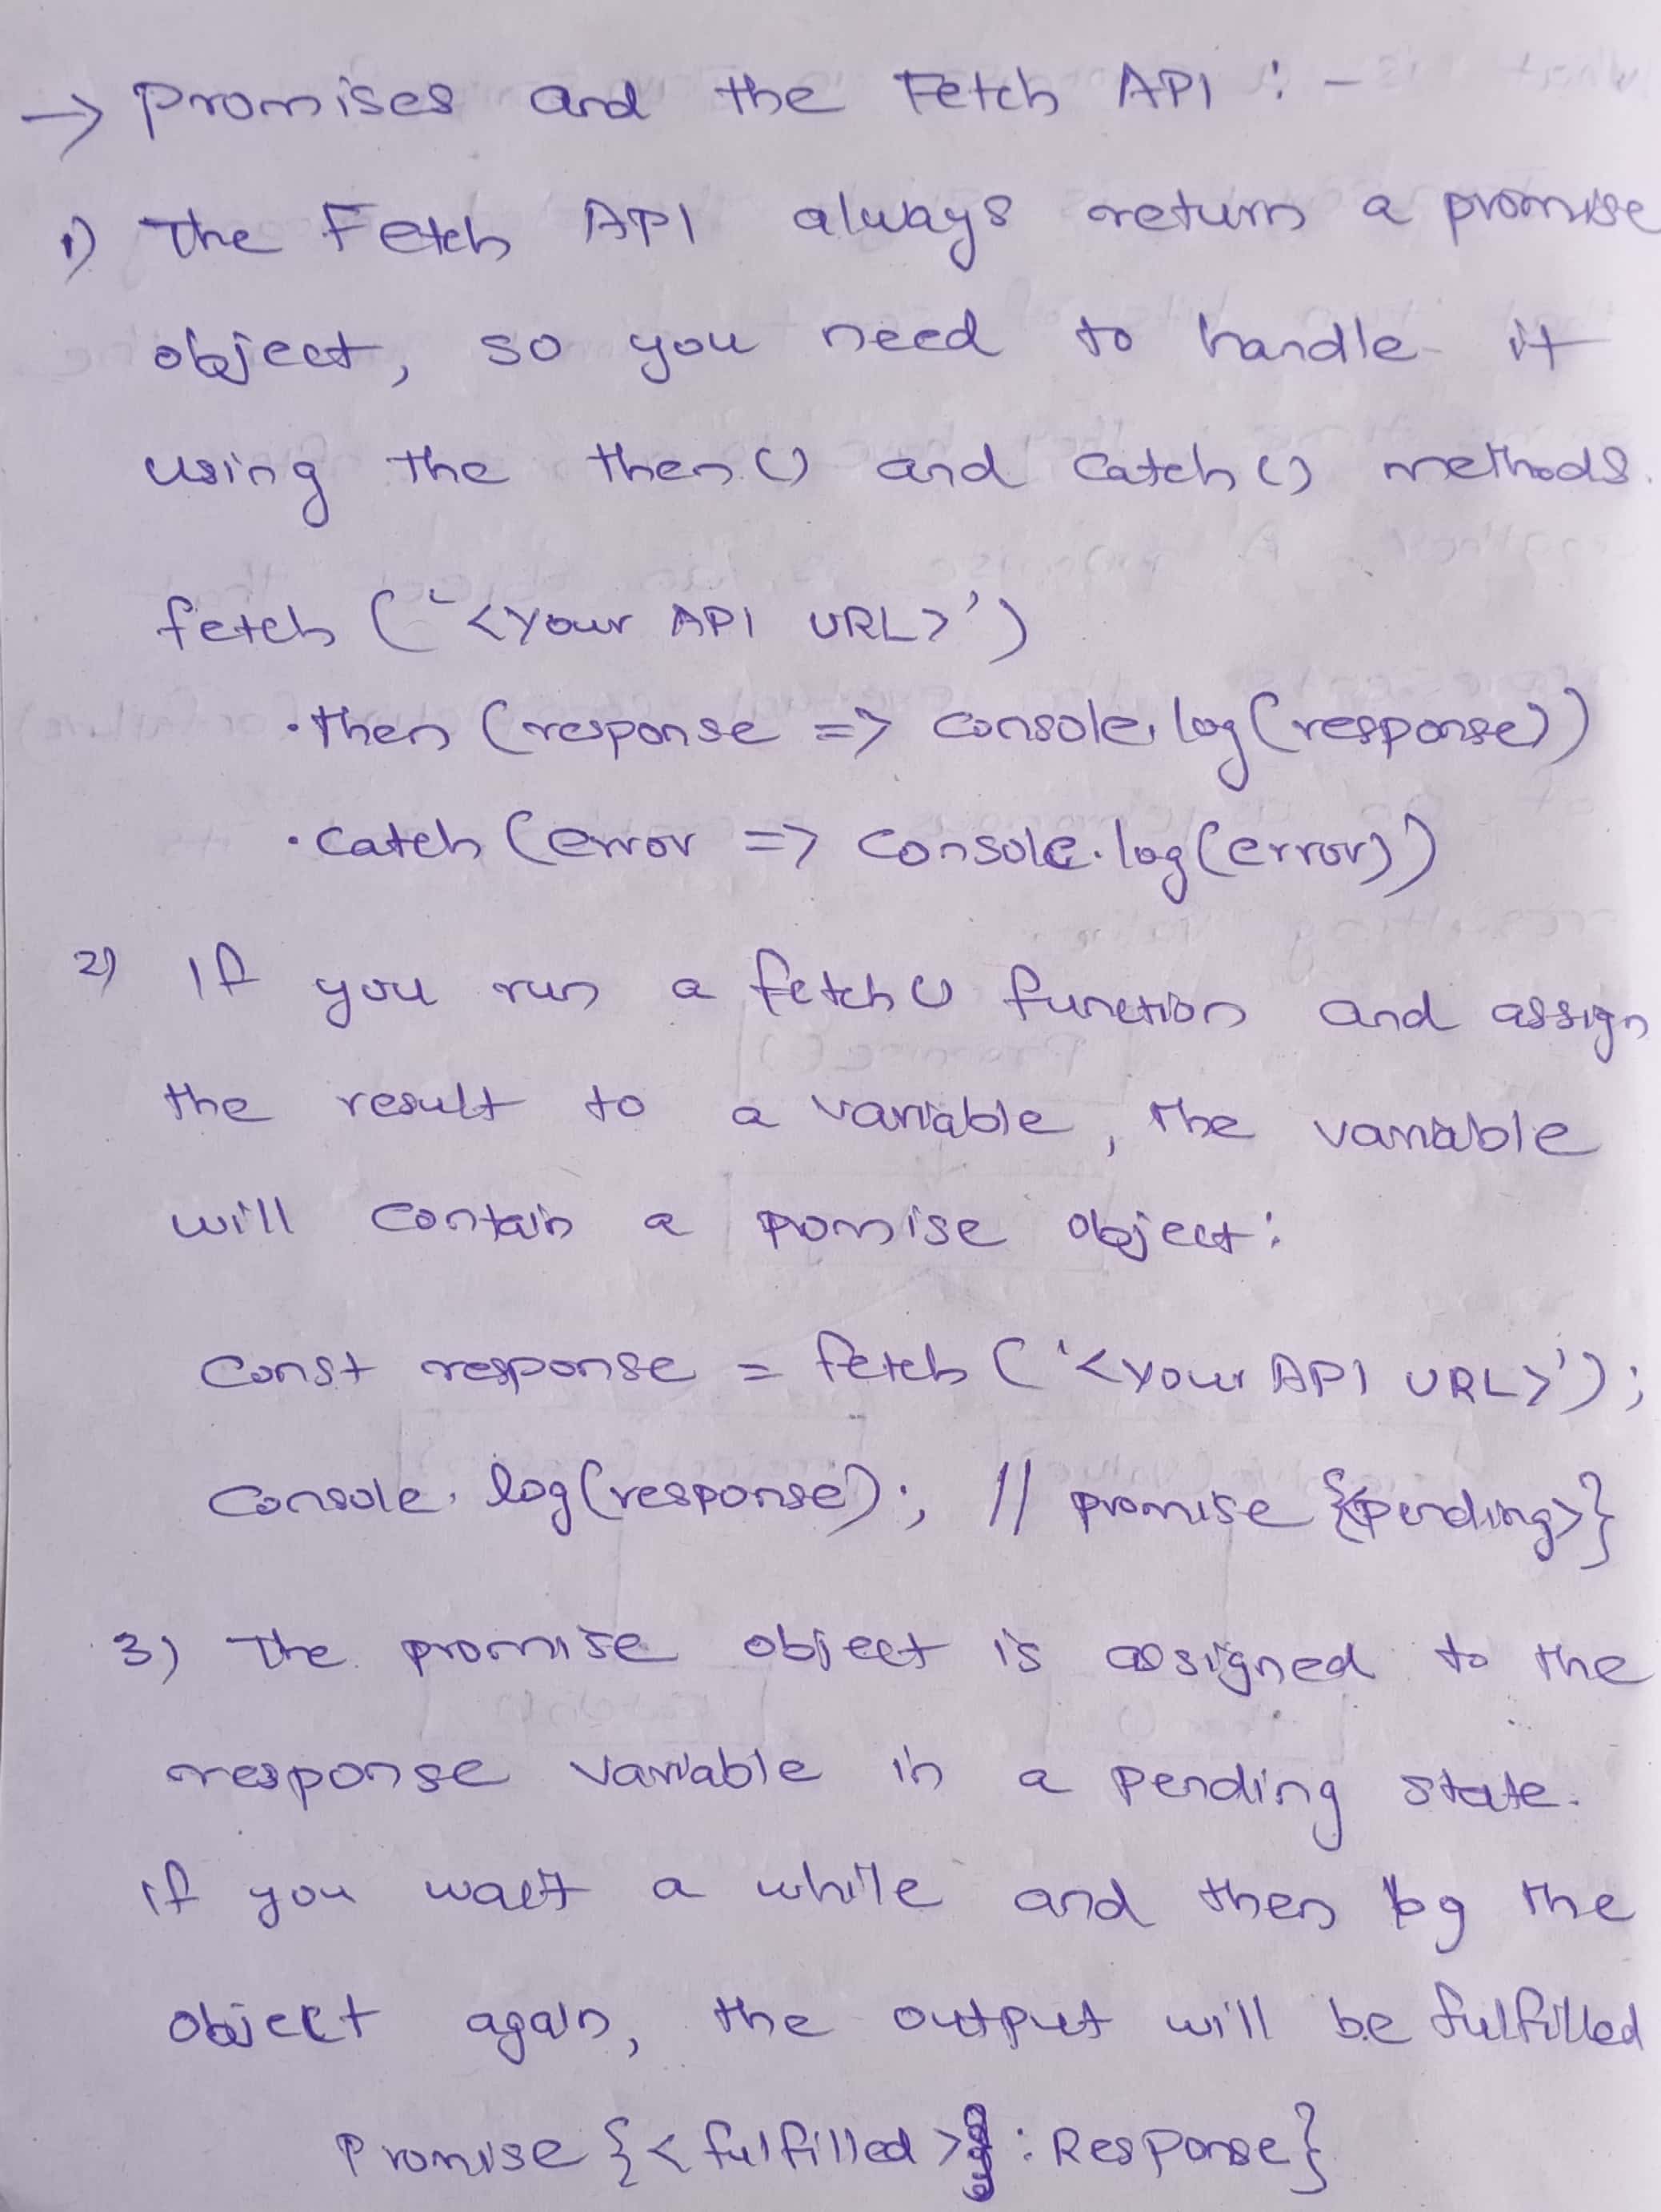 → Promises and the Fetch API : -
1) The Fetch API always return a promise
object, so you need to handle it
using the then() and catch() methods.
fetch ('<Your API URL>')
.then (response => console.log(response))
.catch (error => console.log(error))
2) If you run a fetch() function and assign
the result to a variable, the variable
will contain a promise object:
const response = fetch ('<Your API URL>');
console.log(response); // promise {<pending>}
3) The promise object is assigned to the
response variable in a pending state.
if you wait a while and then log the
object again, the output will be fulfilled
Promise {<fulfilled> : Response}